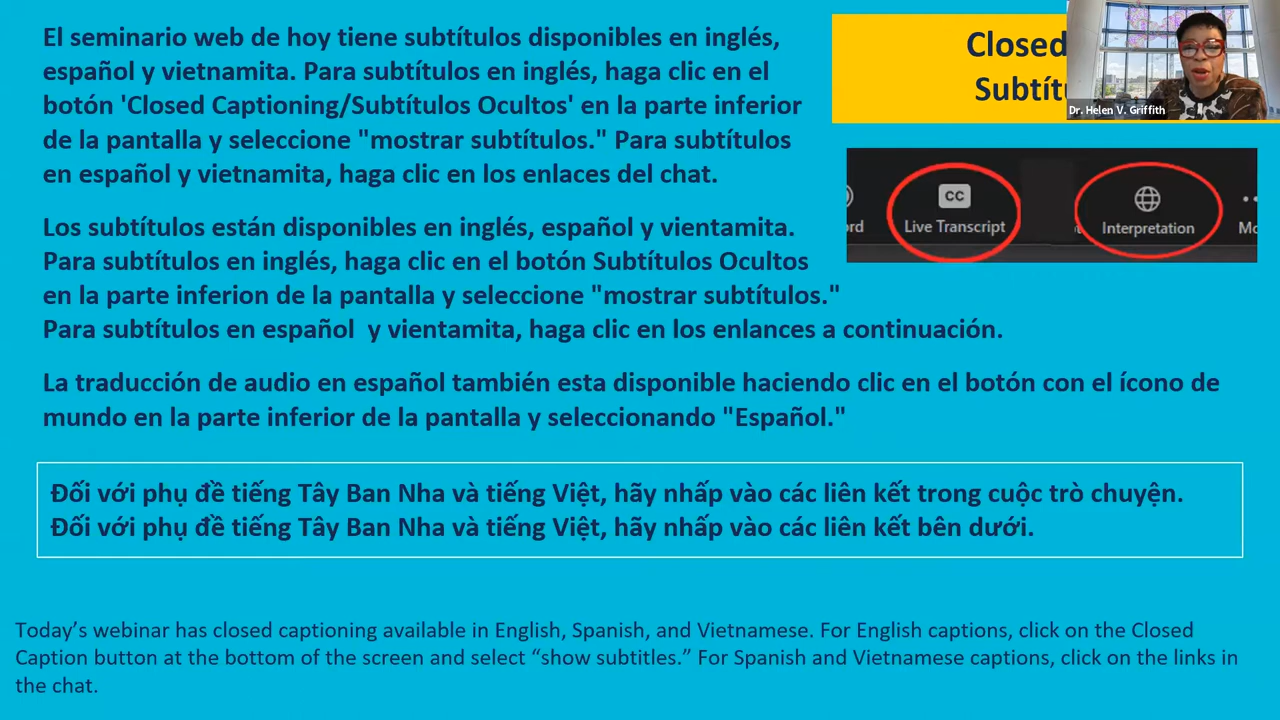 El seminario web de hoy tiene subtítulos disponibles en inglés,
español y vietnamita. Para subtítulos en inglés, haga clic en el
botón 'Closed Captioning/Subtítulos Ocultos' en la parte inferior
de la pantalla y seleccione "mostrar subtítulos." Para subtítulos
en español y vietnamita, haga clic en los enlaces del chat.
Closed
Dr. Helen V. Griffith
CC
Live Transcript
Interpretation
Los subtítulos están disponibles en inglés, español y vientamita.
Para subtítulos en inglés, haga clic en el botón Subtítulos Ocultos
en la parte inferion de la pantalla y seleccione "mostrar subtítulos."
Para subtítulos en español y vientamita, haga clic en los enlances a continuación.
La traducción de audio en español también esta disponible haciendo clic en el botón con el ícono de
mundo en la parte inferior de la pantalla y seleccionando "Español."
Đối với phụ đề tiếng Tây Ban Nha và tiếng Việt, hãy nhấp vào các liên kết trong cuộc trò chuyện.
Đối với phụ đề tiếng Tây Ban Nha và tiếng Việt, hãy nhấp vào các liên kết bên dưới.
Today’s webinar has closed captioning available in English, Spanish, and Vietnamese. For English captions, click on the Closed
Caption button at the bottom of the screen and select “show subtitles.” For Spanish and Vietnamese captions, click on the links in
the chat.